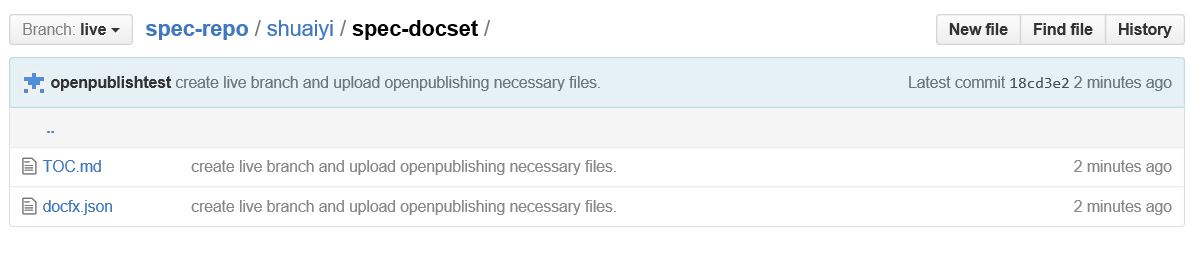 Branch: live spec-repo / shuaiyi / spec-docset / New file Find file History
openpublishtest create live branch and upload openpublishing necessary files. Latest commit 18cd3e2 2 minutes ago
..
TOC.md create live branch and upload openpublishing necessary files. 2 minutes ago
docfx.json create live branch and upload openpublishing necessary files. 2 minutes ago